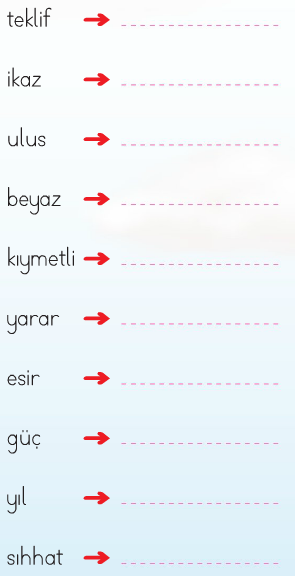 teklif
ikaz
ulus
beyaz
kıymetli
yarar
esir
güç
yıl
sıhhat